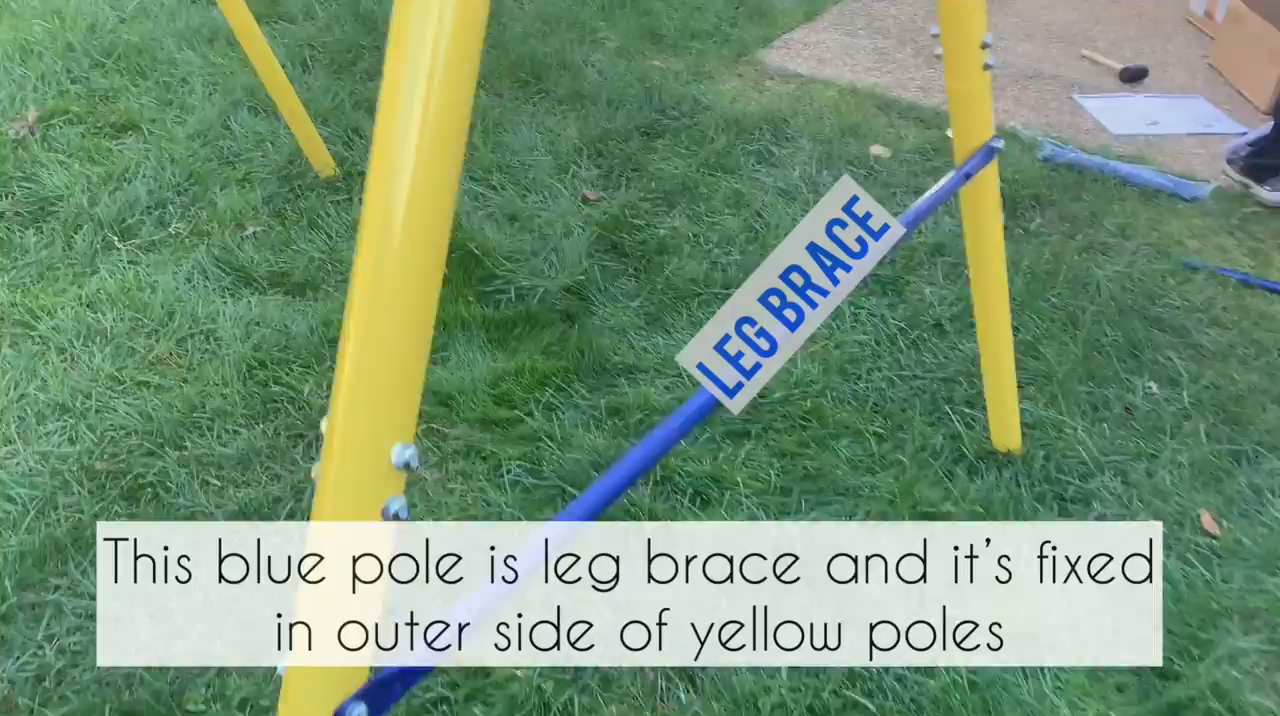 LEG BRACE
This blue pole is leg brace and it’s fixed
in outer side of yellow poles